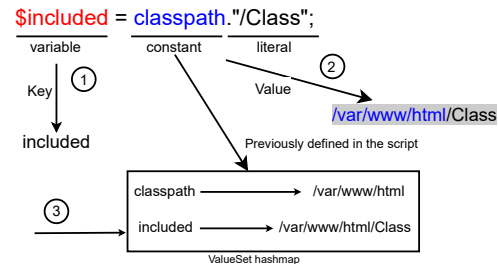 $included = classpath."/Class";
variable
constant
literal
1
2
Key
Value
/var/www/html/Class
included
Previously defined in the script
classpath
/var/www/html
3
included
/var/www/html/Class
ValueSet hashmap